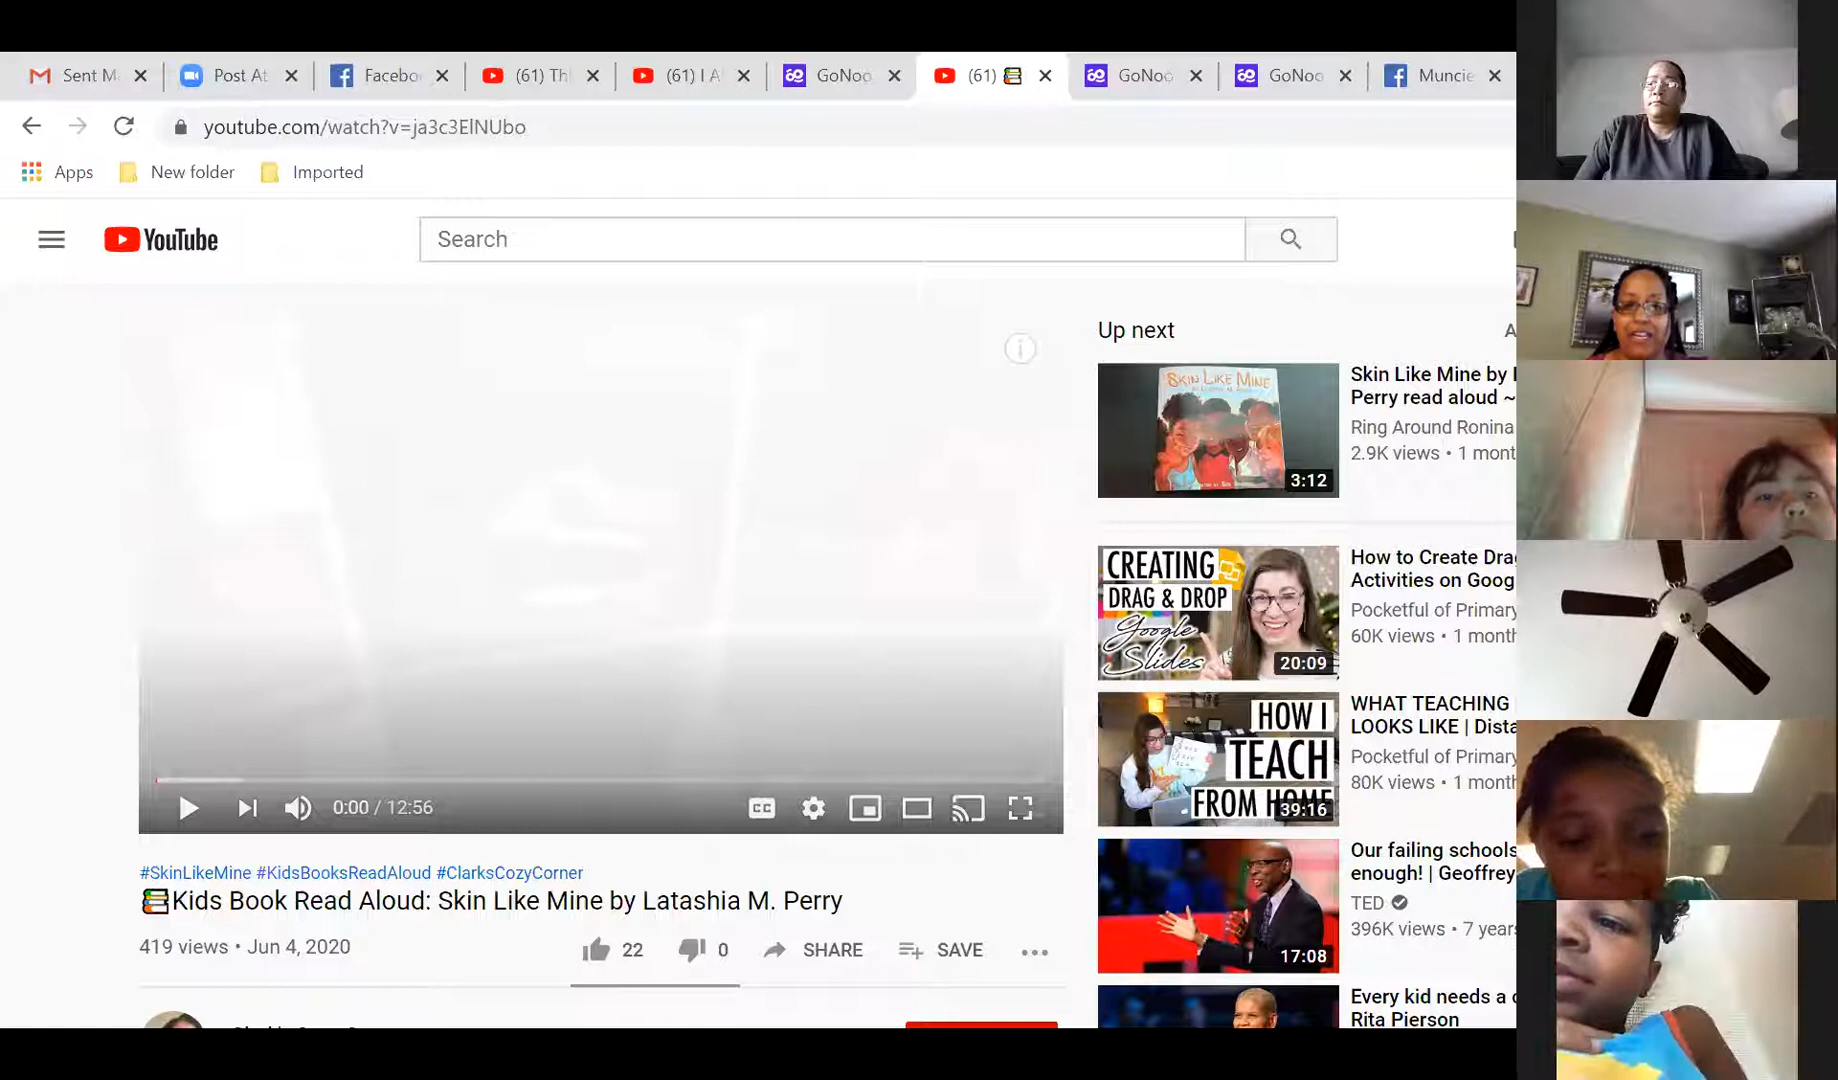 Sent M
Post At
Facebo
(61) Th
(61) I A
GoNoo
(61)
GoNoo
GoNoo
Muncie
youtube.com/watch?v=ja3c3ElNUbo
Apps
New folder
Imported
YouTube
Search
Up next
A
SKIN LIKE MINE
3:12
Skin Like Mine by
Perry read aloud ~
Ring Around Ronina
2.9K views • 1 mont
CREATING
DRAG & DROP
Google
Slides
20:09
How to Create Drag
Activities on Goog
Pocketful of Primary
60K views • 1 month
HOW I
TEACH
FROM HOME
39:16
WHAT TEACHING
LOOKS LIKE | Dista
Pocketful of Primary
80K views • 1 month
17:08
Our failing schools
enough! | Geoffrey
TED
396K views • 7 years
Every kid needs a c
Rita Pierson
0:00 / 12:56
CC
#SkinLikeMine #KidsBooksReadAloud #ClarksCozyCorner
Kids Book Read Aloud: Skin Like Mine by Latashia M. Perry
419 views • Jun 4, 2020
22
0
SHARE
SAVE